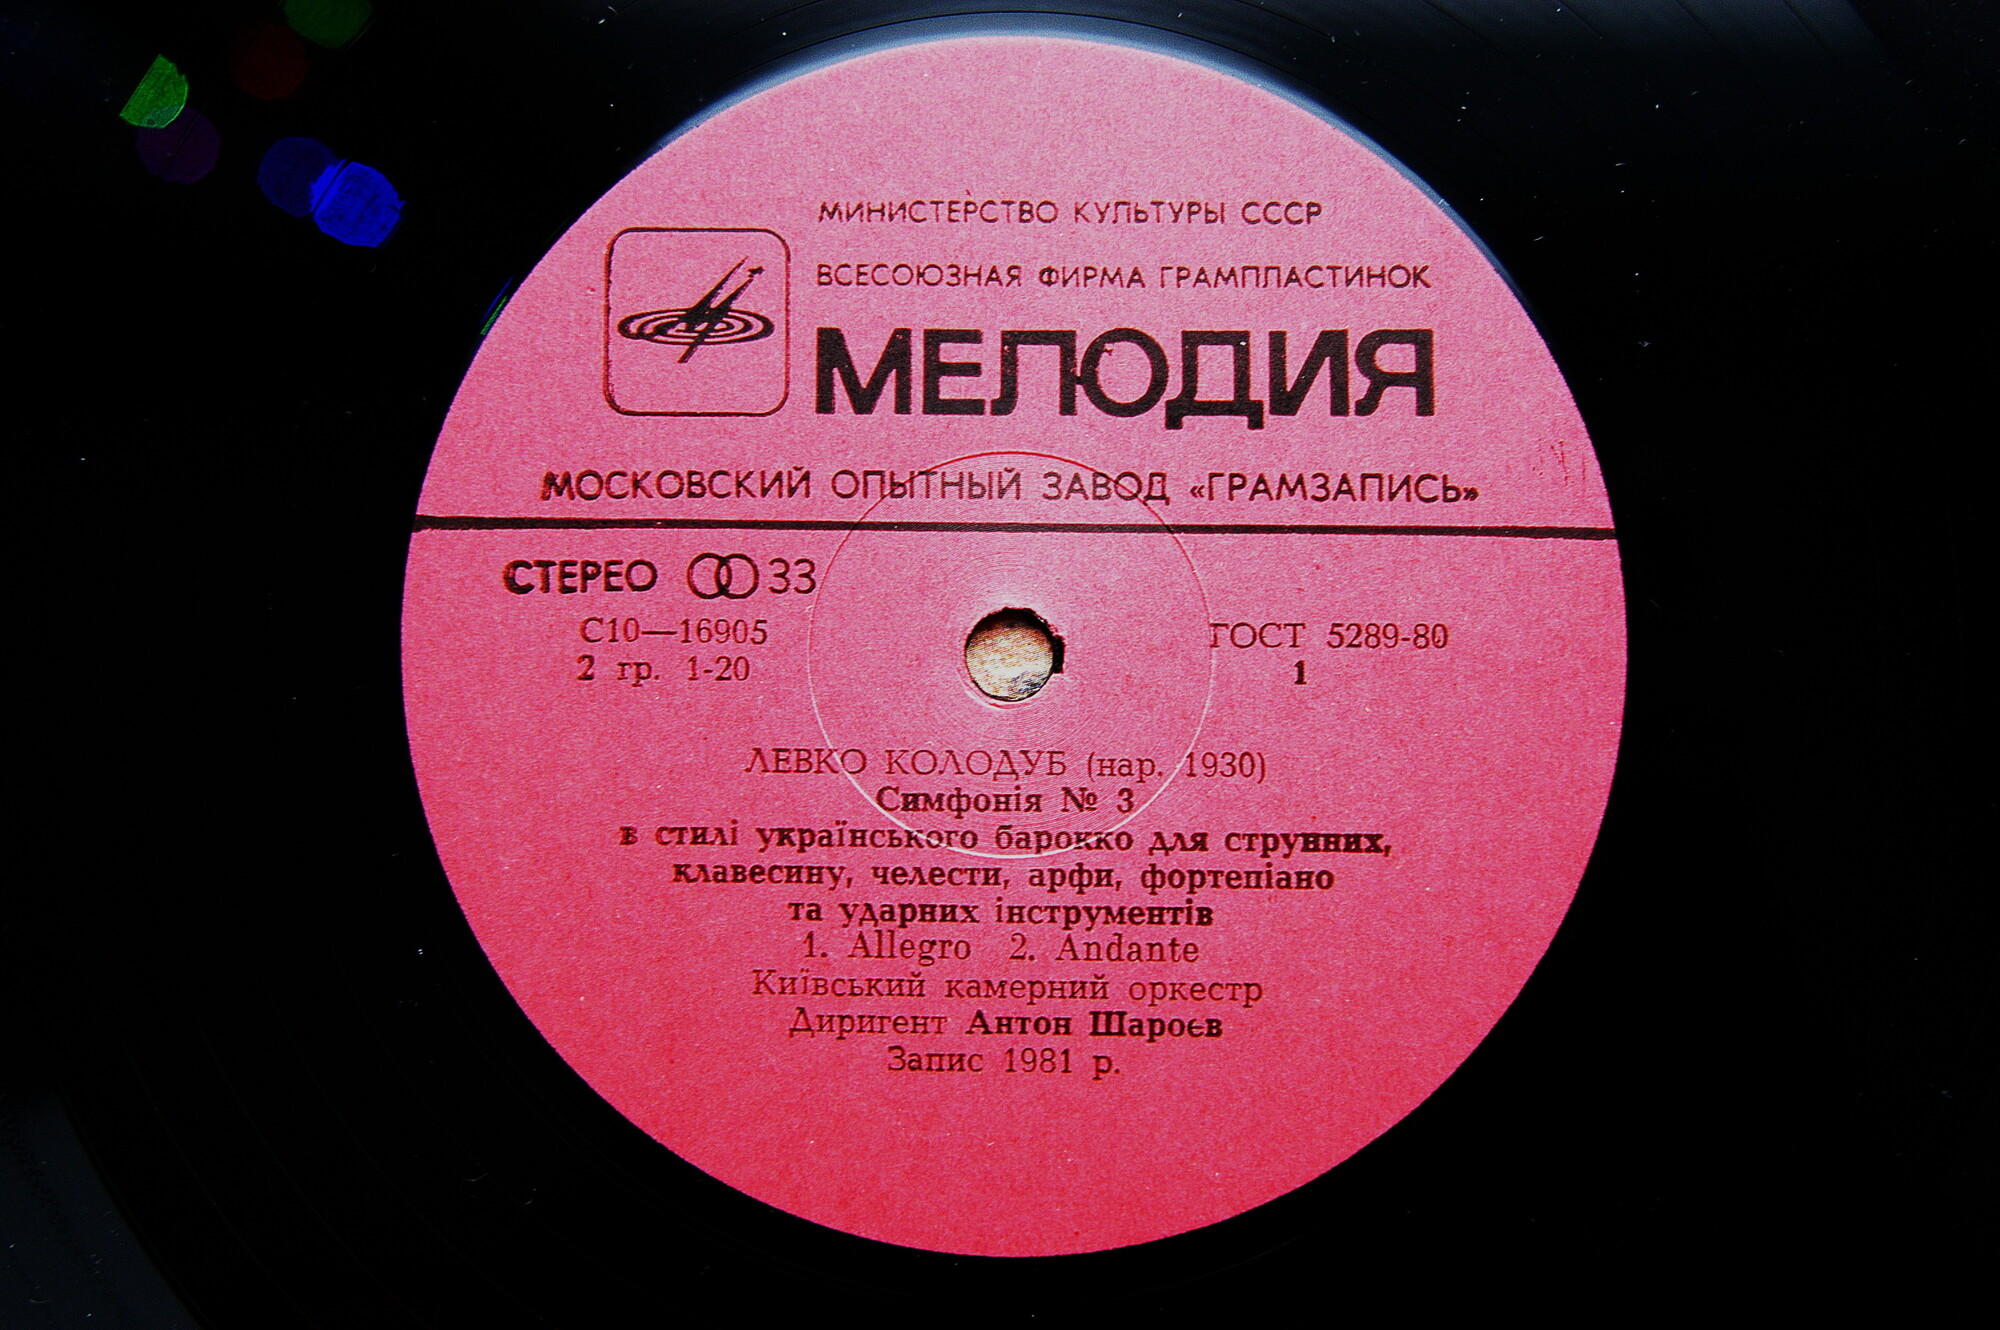 МИНИСТЕРСТВО КУЛЬТУРЫ СССР
ВСЕСОЮЗНАЯ ФИРМА ГРАМПЛАСТИНОК
МЕЛОДИЯ
МОСКОВСКИЙ ОПЫТНЫЙ ЗАВОД «ГРАМЗАПИСЬ»
СТЕРЕО 33
С10—16905
2 гр. 1-20
ГОСТ 5289-80
1
ЛЕВКО КОЛОДУБ (нар. 1930)
Симфонія № 3
в стилі українського барокко для струнних,
клавесину, челести, арфи, фортепіано
та ударних інструментів
1. Allegro 2. Andante
Київський камерний оркестр
Диригент Антон Шароєв
Запис 1981 р.